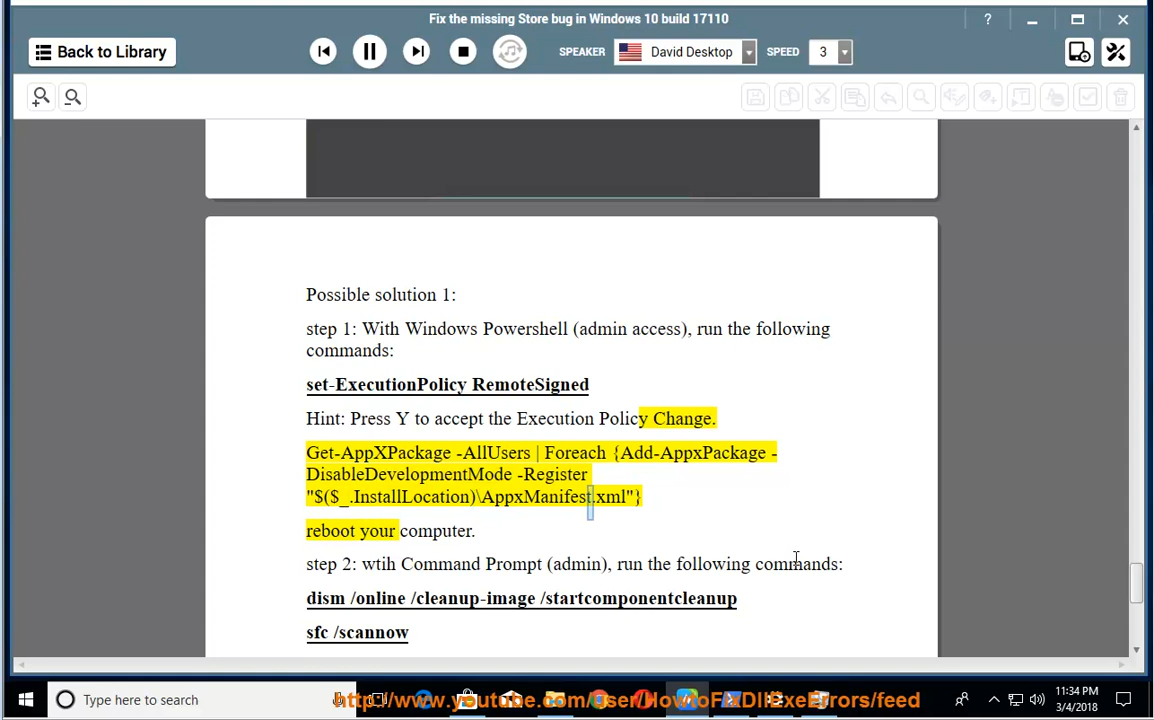 Fix the missing Store bug in Windows 10 build 17110
?
Back to Library
SPEAKER
David Desktop
SPEED
3
Possible solution 1:
step 1: With Windows Powershell (admin access), run the following
commands:
set-ExecutionPolicy RemoteSigned
Hint: Press Y to accept the Execution Policy Change.
Get-AppXPackage -AllUsers | Foreach {Add-AppxPackage -
DisableDevelopmentMode -Register
"$($_.InstallLocation)\AppxManifest.xml"}
reboot your computer.
step 2: wtih Command Prompt (admin), run the following commands:
dism /online /cleanup-image /startcomponentcleanup
sfc /scannow
Type here to search
http://www.youtube.com/user/HowtoFixDllExeErrors/feed
11:34 PM
3/4/2018